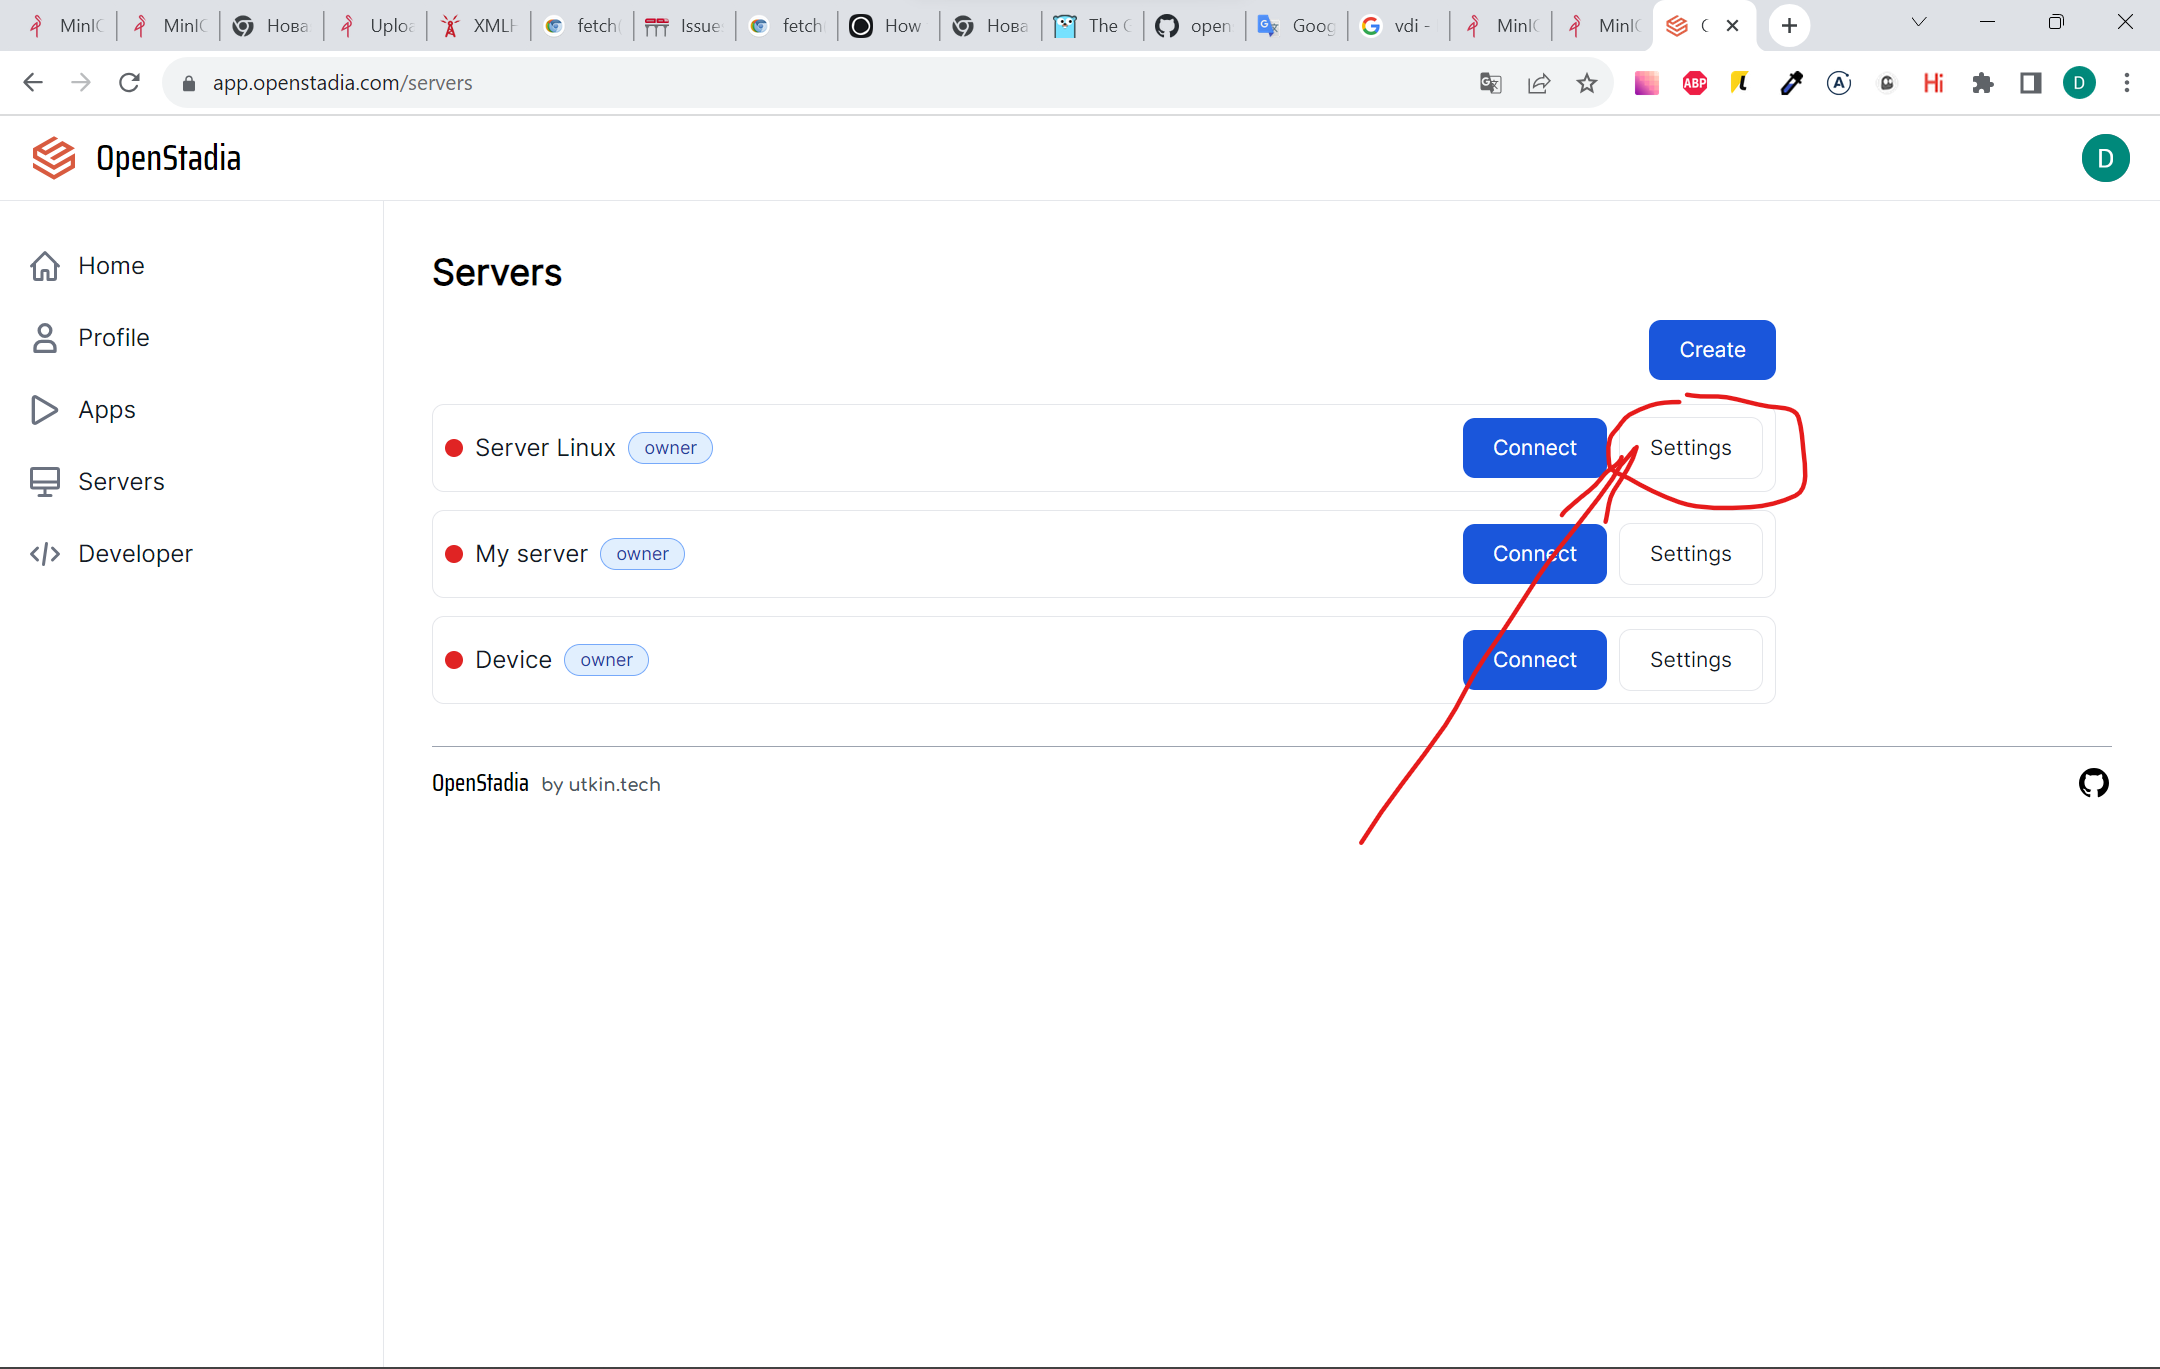 MinIO MinIO Нова Uploa XMLH fetch( Issue fetch How Нова The G open Goog vdi - MinIO MinIO
app.openstadia.com/servers
ABP A Hi D
OpenStadia D
Home
Profile
Apps
Servers
Developer
Servers
Create
Server Linux owner Connect Settings
My server owner Connect Settings
Device owner Connect Settings
OpenStadia by utkin.tech